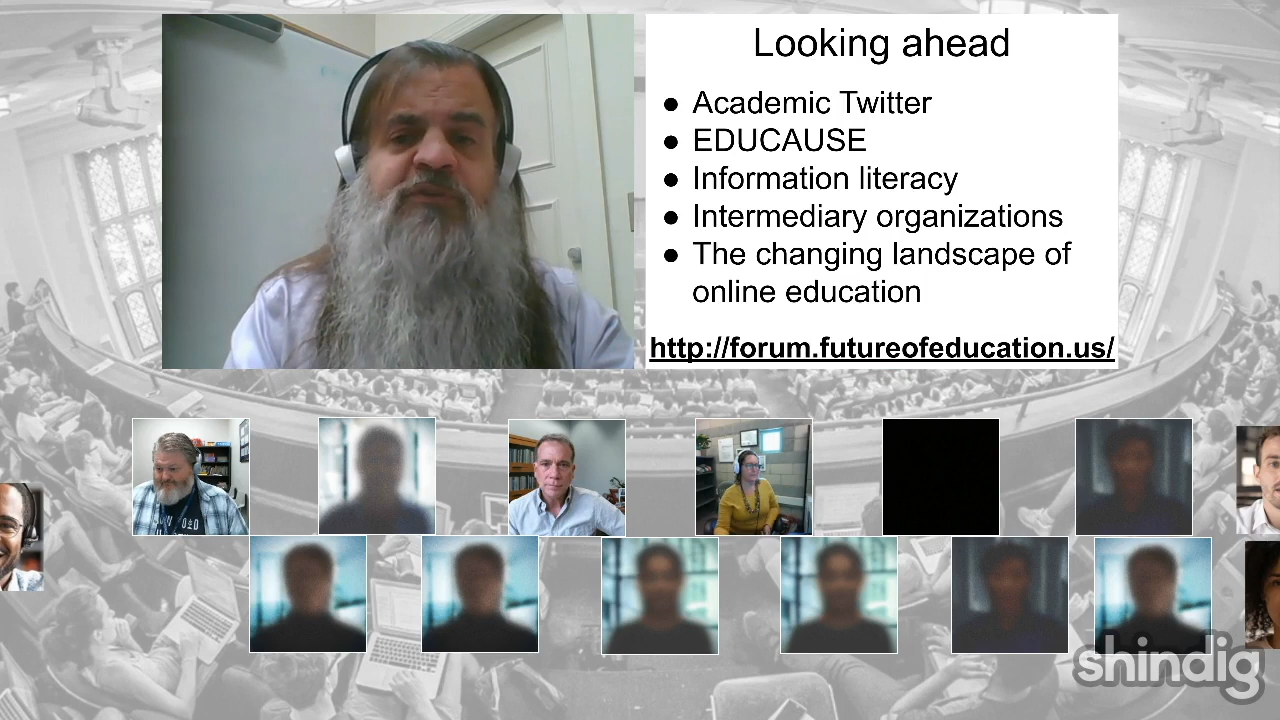 Looking ahead
● Academic Twitter
● EDUCAUSE
● Information literacy
● Intermediary organizations
● The changing landscape of
online education
http://forum.futureofeducation.us/
shindig